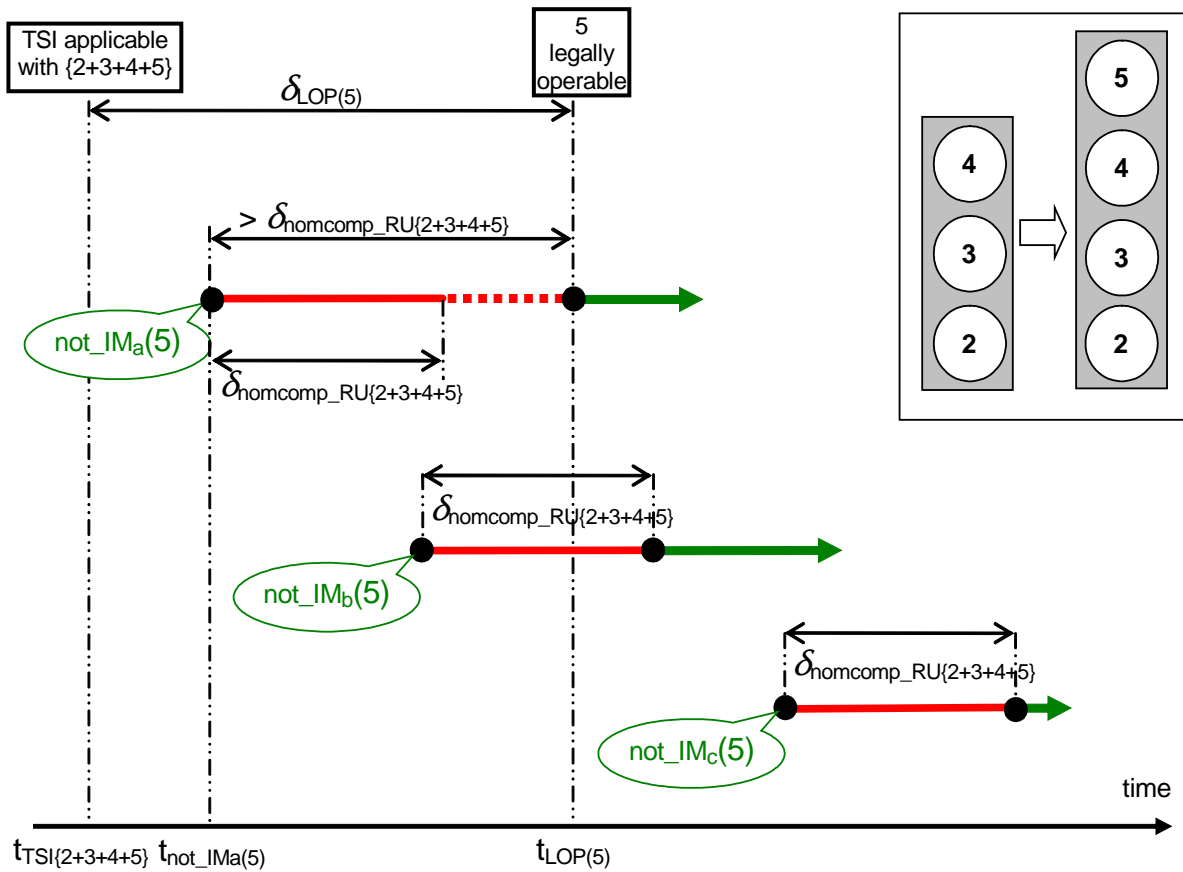 TSI applicable
with {2+3+4+5}
5
legally
operable
δLOP(5)
> δnomcomp_RU{2+3+4+5}
not_IMa(5)
δnomcomp_RU{2+3+4+5}
δnomcomp_RU{2+3+4+5}
not_IMb(5)
δnomcomp_RU{2+3+4+5}
not_IMc(5)
time
tTSI{2+3+4+5}
tnot_IMa(5)
tLOP(5)
4
3
2
5
4
3
2